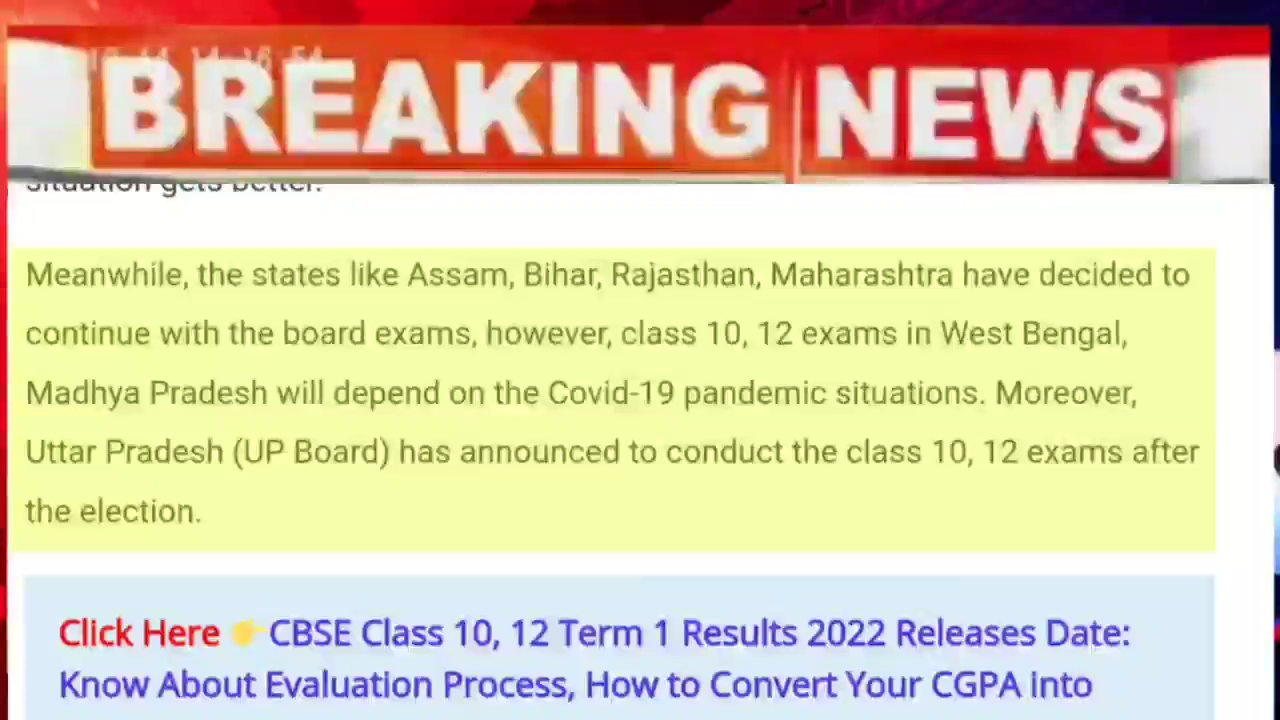 BREAKING NEWS
situation gets better.
Meanwhile, the states like Assam, Bihar, Rajasthan, Maharashtra have decided to
continue with the board exams, however, class 10, 12 exams in West Bengal,
Madhya Pradesh will depend on the Covid-19 pandemic situations. Moreover,
Uttar Pradesh (UP Board) has announced to conduct the class 10, 12 exams after
the election.
Click Here 👉 CBSE Class 10, 12 Term 1 Results 2022 Releases Date:
Know About Evaluation Process, How to Convert Your CGPA into